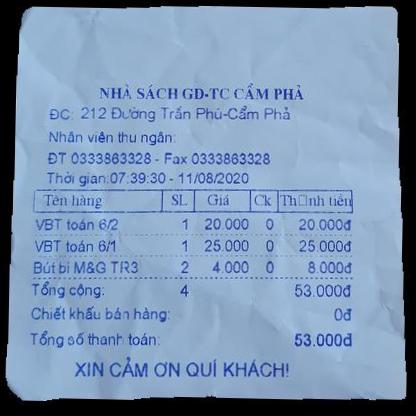 NHÀ SÁCH GD-TC CẨM PHẢ
ĐC: 212 Đường Trần Phú-Cẩm Phả
Nhân viên thu ngân:
ĐT 0333863328 - Fax 0333863328
Thời gian:07:39:30 - 11/08/2020
Tên hàng SL Giá Ck Th□nh tiền
VBT toán 6/2 1 20.000 0 20.000đ
VBT toán 6/1 1 25.000 0 25.000đ
Bút bi M&G TR3 2 4.000 0 8.000đ
Tổng cộng: 4 53.000đ
Chiết khấu bán hàng: 0đ
Tổng số thanh toán: 53.000đ
XIN CẢM ƠN QUÍ KHÁCH!